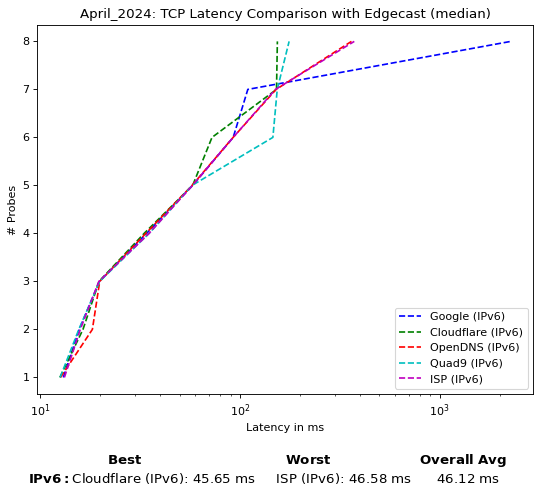 April_2024: TCP Latency Comparison with Edgecast (median)
8
7
6
5
4
3
2
1
# Probes
10¹ 10² 10³
Latency in ms
Google (IPv6)
Cloudflare (IPv6)
OpenDNS (IPv6)
Quad9 (IPv6)
ISP (IPv6)
Best Worst Overall Avg
IPv6: Cloudflare (IPv6): 45.65 ms ISP (IPv6): 46.58 ms 46.12 ms